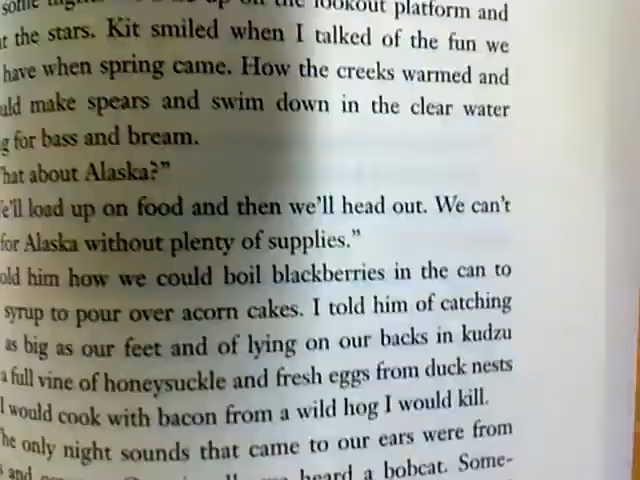 some up on the lookout platform and
the stars. Kit smiled when I talked of the fun we
have when spring came. How the creeks warmed and
uld make spears and swim down in the clear water
g for bass and bream.
hat about Alaska?”
e’ll load up on food and then we’ll head out. We can’t
for Alaska without plenty of supplies.”
old him how we could boil blackberries in the can to
syrup to pour over acorn cakes. I told him of catching
as big as our feet and of lying on our backs in kudzu
a full vine of honeysuckle and fresh eggs from duck nests
I would cook with bacon from a wild hog I would kill.
he only night sounds that came to our ears were from
and heard a bobcat. Some-